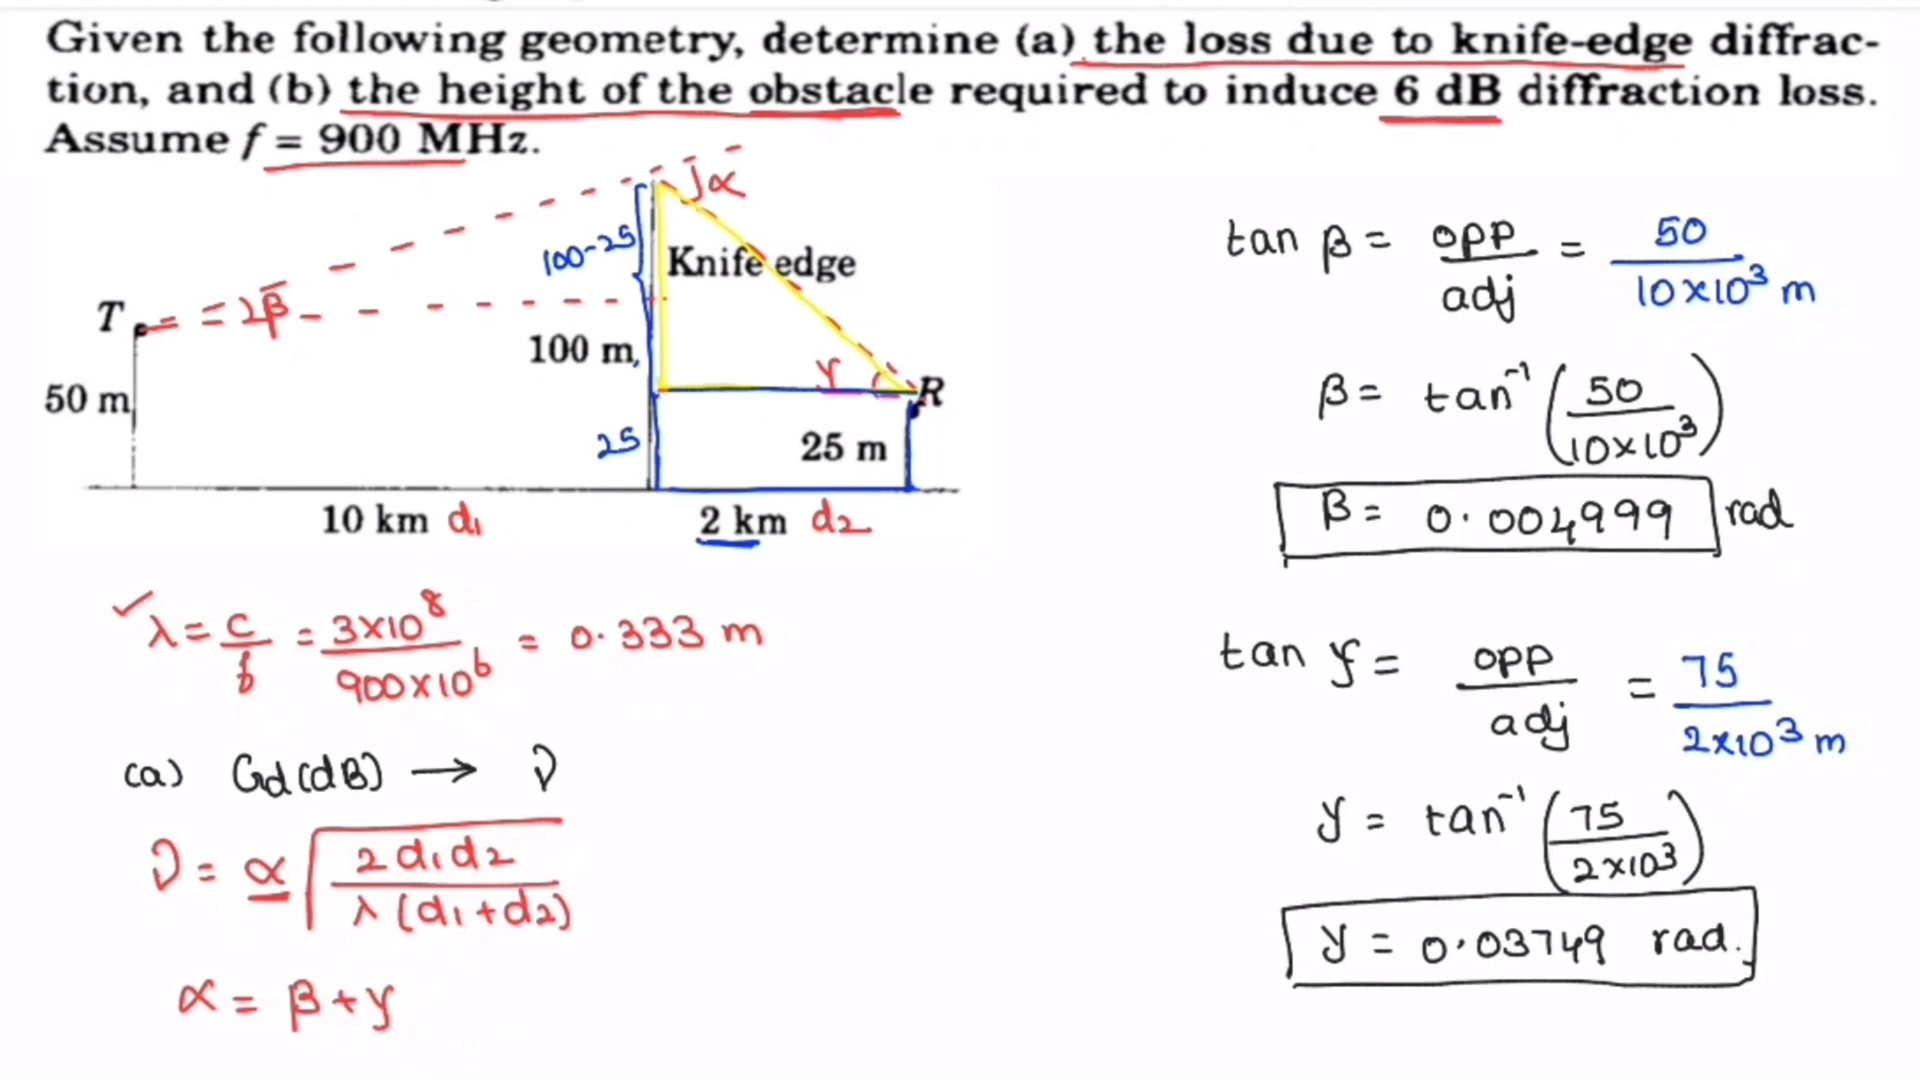 Given the following geometry, determine (a) the loss due to knife-edge diffrac-
tion, and (b) the height of the obstacle required to induce 6 dB diffraction loss.
Assume f = 900 MHz.
α
100-25
Knife edge
T
β
100 m
γ
R
50 m
25
25 m
10 km d₁
2 km d₂
λ = c/f = 3×10⁸ / 900×10⁶ = 0.333 m
(a) Gd(dB) → ν
ν = α √(2d₁d₂ / λ(d₁+d₂))
α = β + γ
tan β = opp/adj = 50 / 10×10³ m
β = tan⁻¹ (50 / 10×10³)
β = 0.004999 rad
tan γ = opp/adj = 75 / 2×10³ m
γ = tan⁻¹ (75 / 2×10³)
γ = 0.03749 rad.